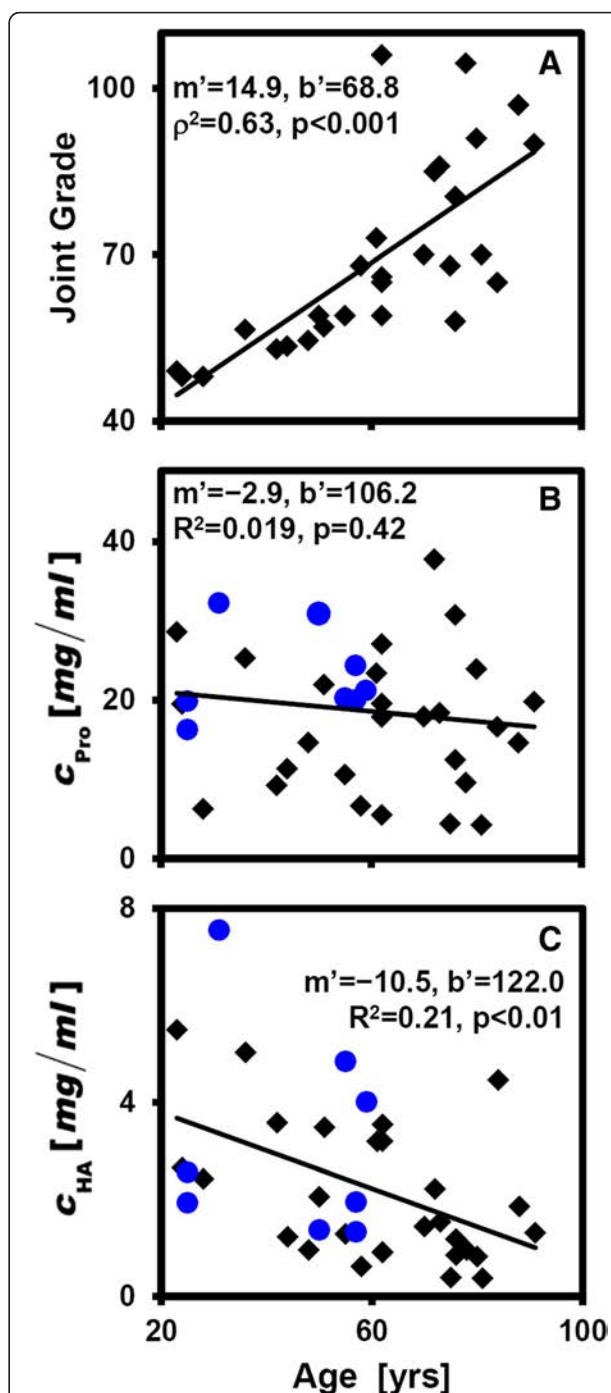 A
m’=14.9, b’=68.8
ρ²=0.63, p<0.001
100
70
40
Joint Grade
B
m’=−2.9, b’=106.2
R²=0.019, p=0.42
40
20
0
c Pro [mg/ml]
C
m’=−10.5, b’=122.0
R²=0.21, p<0.01
8
4
0
c HA [mg/ml]
20 60 100
Age [yrs]